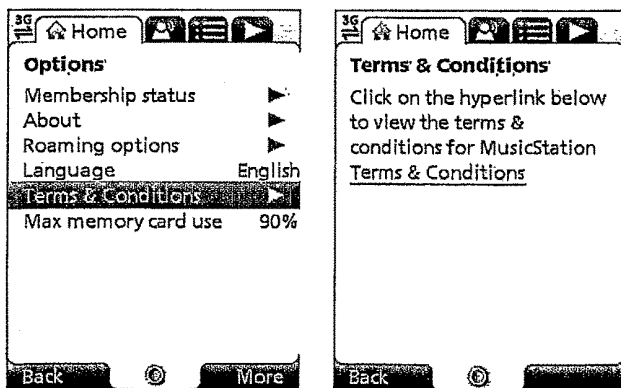 3G
Home
Options
Membership status
About
Roaming options
Language English
Terms & Conditions
Max memory card use 90%
Back More
3G
Home
Terms & Conditions
Click on the hyperlink below
to view the terms &
conditions for MusicStation
Terms & Conditions
Back